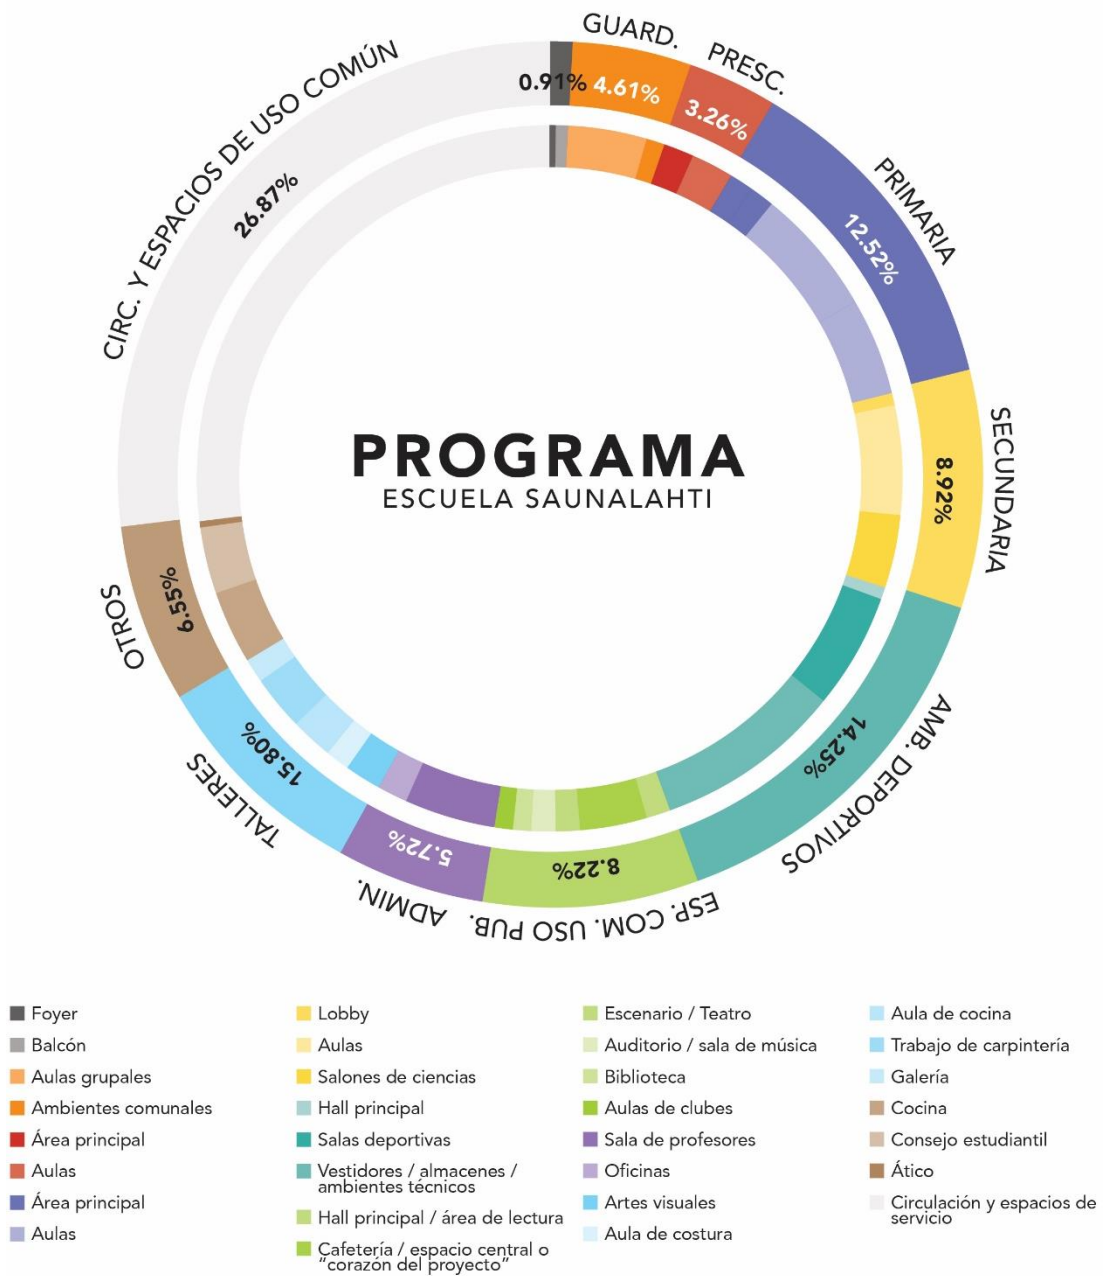 GUARD.
PRESC.
PRIMARIA
SECUNDARIA
AMB. DEPORTIVOS
ESP. COM. USO PUB.
ADMIN.
TALLERES
OTROS
CIRC. Y ESPACIOS DE USO COMÚN
0.91%
4.61%
3.26%
12.52%
8.92%
14.25%
8.22%
5.72%
15.80%
6.55%
26.87%
PROGRAMA
ESCUELA SAUNALAHTI
Foyer
Balcón
Aulas grupales
Ambientes comunales
Área principal
Aulas
Área principal
Aulas
Lobby
Aulas
Salones de ciencias
Hall principal
Salas deportivas
Vestidores / almacenes /
ambientes técnicos
Hall principal / área de lectura
Cafetería / espacio central o
“corazón del proyecto”
Escenario / Teatro
Auditorio / sala de música
Biblioteca
Aulas de clubes
Sala de profesores
Oficinas
Artes visuales
Aula de costura
Aula de cocina
Trabajo de carpintería
Galería
Cocina
Consejo estudiantil
Ático
Circulación y espacios de
servicio